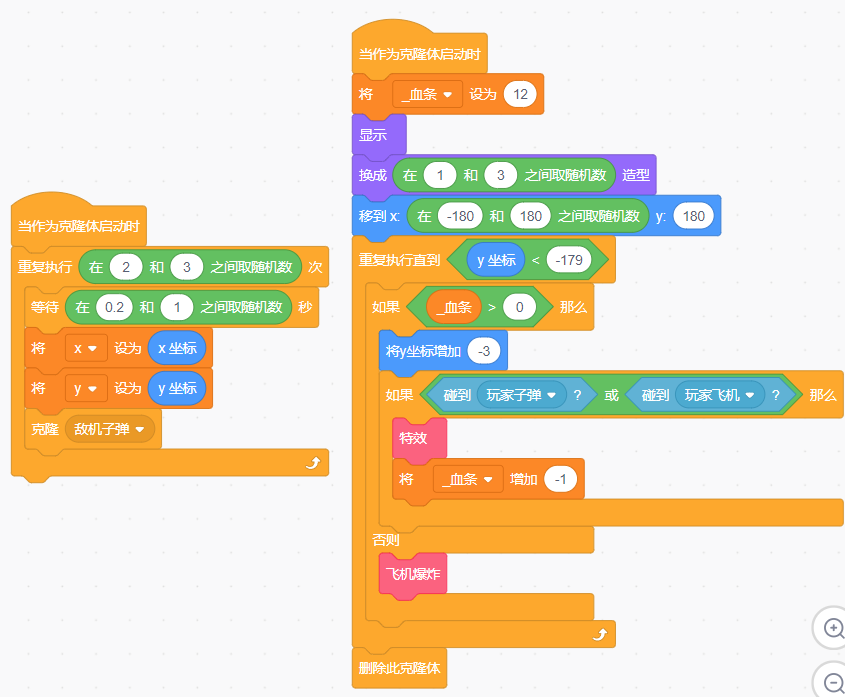 当作为克隆体启动时
重复执行 在 2 和 3 之间取随机数 次
等待 在 0.2 和 1 之间取随机数 秒
将 x 设为 x 坐标
将 y 设为 y 坐标
克隆 敌机子弹
当作为克隆体启动时
将 _血条 设为 12
显示
换成 在 1 和 3 之间取随机数 造型
移到 x: 在 -180 和 180 之间取随机数 y: 180
重复执行直到 y 坐标 < -179
如果 _血条 > 0 那么
将y坐标增加 -3
如果 碰到 玩家子弹 ? 或 碰到 玩家飞机 ? 那么
特效
将 _血条 增加 -1
否则
飞机爆炸
删除此克隆体